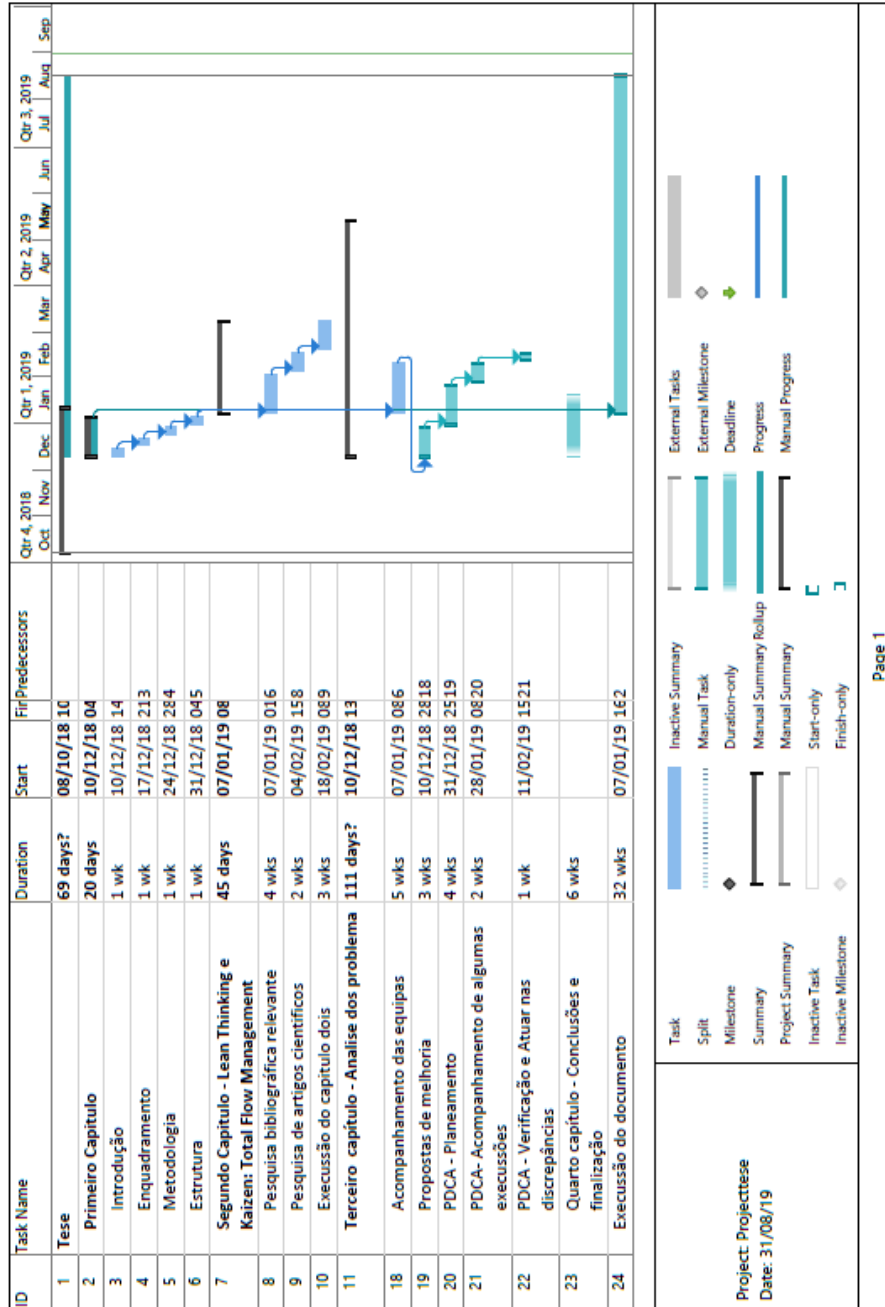 ID Task Name Duration Start Fin Predecessors
Qtr 4, 2018 Qtr 1, 2019 Qtr 2, 2019 Qtr 3, 2019
Oct Nov Dec Jan Feb Mar Apr May Jun Jul Aug Sep
1 Tese 69 days? 08/10/18 10
2 Primeiro Capitulo 20 days 10/12/18 04
3 Introdução 1 wk 10/12/18 14
4 Enquadramento 1 wk 17/12/18 213
5 Metodologia 1 wk 24/12/18 284
6 Estrutura 1 wk 31/12/18 045
7 Segundo Capitulo - Lean Thinking e 45 days 07/01/19 08
Kaizen: Total Flow Management
8 Pesquisa bibliográfica relevante 4 wks 07/01/19 016
9 Pesquisa de artigos cientificos 2 wks 04/02/19 158
10 Execussão do capitulo dois 3 wks 18/02/19 089
11 Terceiro capítulo - Analise dos problema 111 days? 10/12/18 13
18 Acompanhamento das equipas 5 wks 07/01/19 086
19 Propostas de melhoria 3 wks 10/12/18 2818
20 PDCA - Planeamento 4 wks 31/12/18 2519
21 PDCA- Acompanhamento de algumas 2 wks 28/01/19 0820
execussões
22 PDCA - Verificação e Atuar nas 1 wk 11/02/19 1521
discrepâncias
23 Quarto capítulo - Conclusões e 6 wks
finalização
24 Execussão do documento 32 wks 07/01/19 162
Project: Projecttese
Date: 31/08/19
Task
Split
Milestone
Summary
Project Summary
Inactive Task
Inactive Milestone
Inactive Summary
Manual Task
Duration-only
Manual Summary Rollup
Manual Summary
Start-only
Finish-only
External Tasks
External Milestone
Deadline
Progress
Manual Progress
Page 1